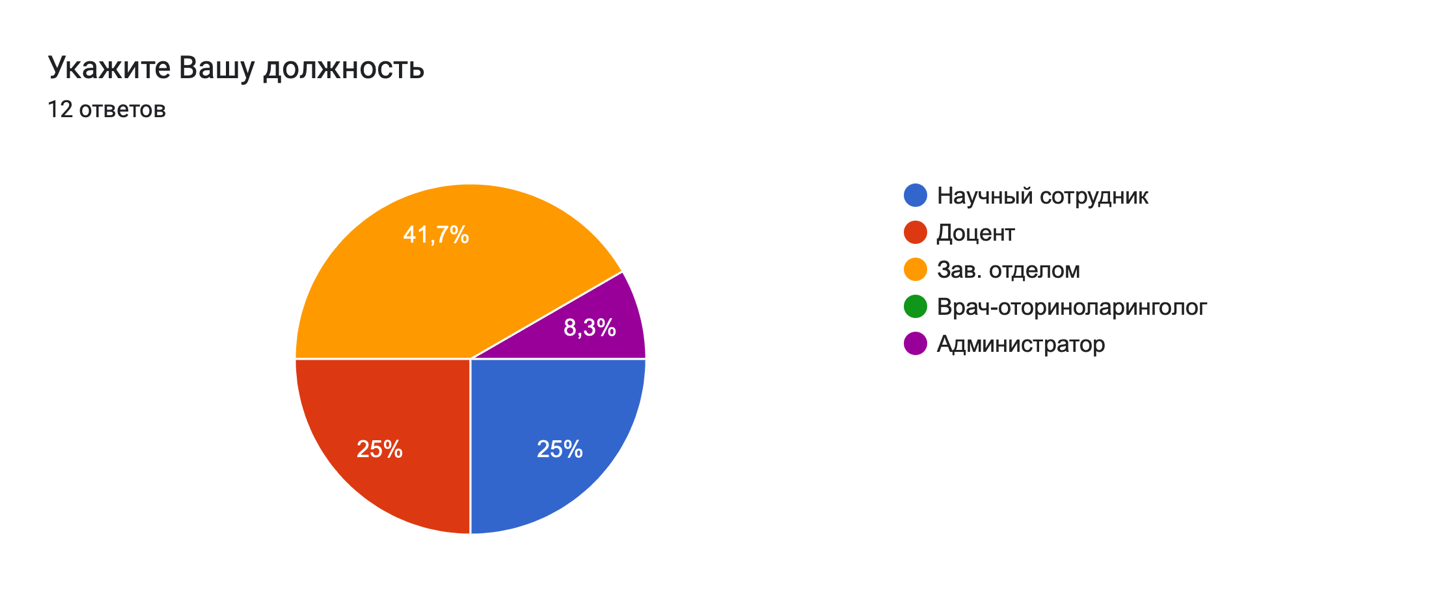 Укажите Вашу должность
12 ответов
41,7%
8,3%
25%
25%
Научный сотрудник
Доцент
Зав. отделом
Врач-оториноларинголог
Администратор